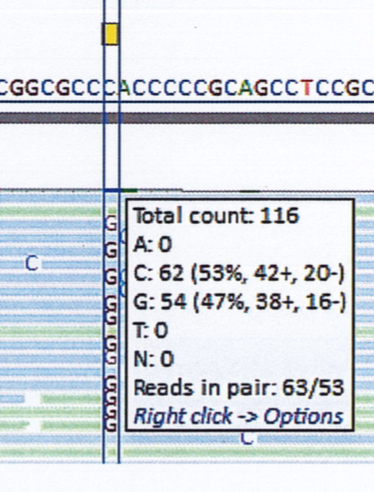 CGGCGCCCACCCCCGCAGCCTCCGC
G
G
C
G
G
G
G
G
G
G
G
G
Total count: 116
A: 0
C: 62 (53%, 42+, 20-)
G: 54 (47%, 38+, 16-)
T: 0
N: 0
Reads in pair: 63/53
Right click -> Options